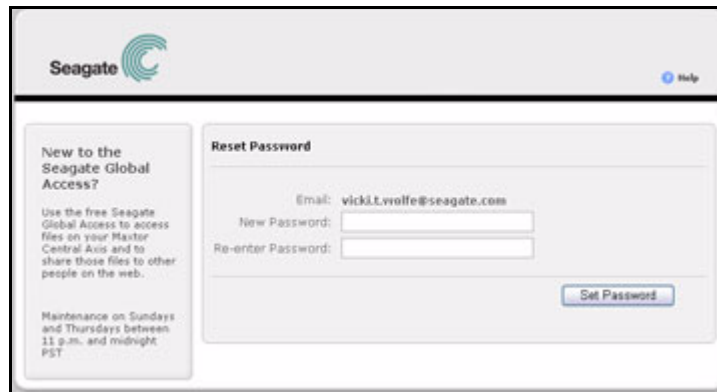 Seagate
Help
New to the
Seagate Global
Access?
Use the free Seagate
Global Access to access
files on your Maxtor
Central Axis and to
share those files to other
people on the web.
Maintenance on Sundays
and Thursdays between
11 p.m. and midnight
PST
Reset Password
Email: vicki.t.wolfe@seagate.com
New Password:
Re-enter Password:
Set Password